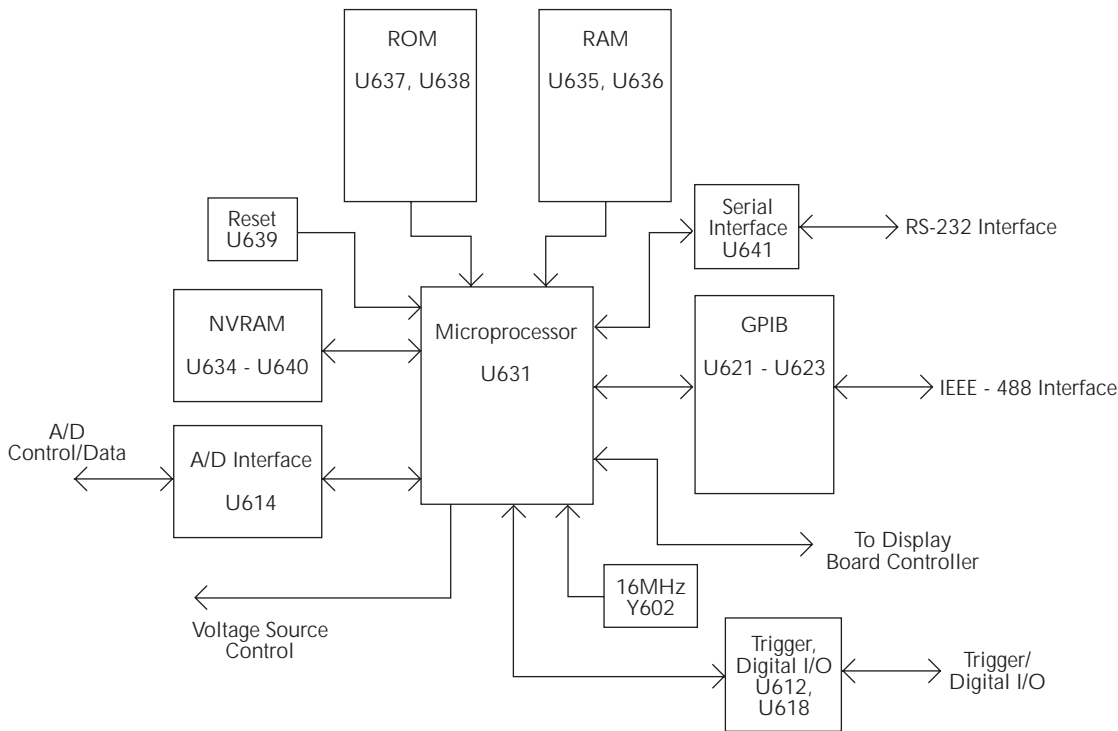 ROM
U637, U638
RAM
U635, U636
Reset
U639
Serial
Interface
U641
RS-232 Interface
NVRAM
U634 - U640
Microprocessor
U631
GPIB
U621 - U623
IEEE - 488 Interface
A/D
Control/Data
A/D Interface
U614
To Display
Board Controller
16MHz
Y602
Voltage Source
Control
Trigger,
Digital I/O
U612,
U618
Trigger/
Digital I/O